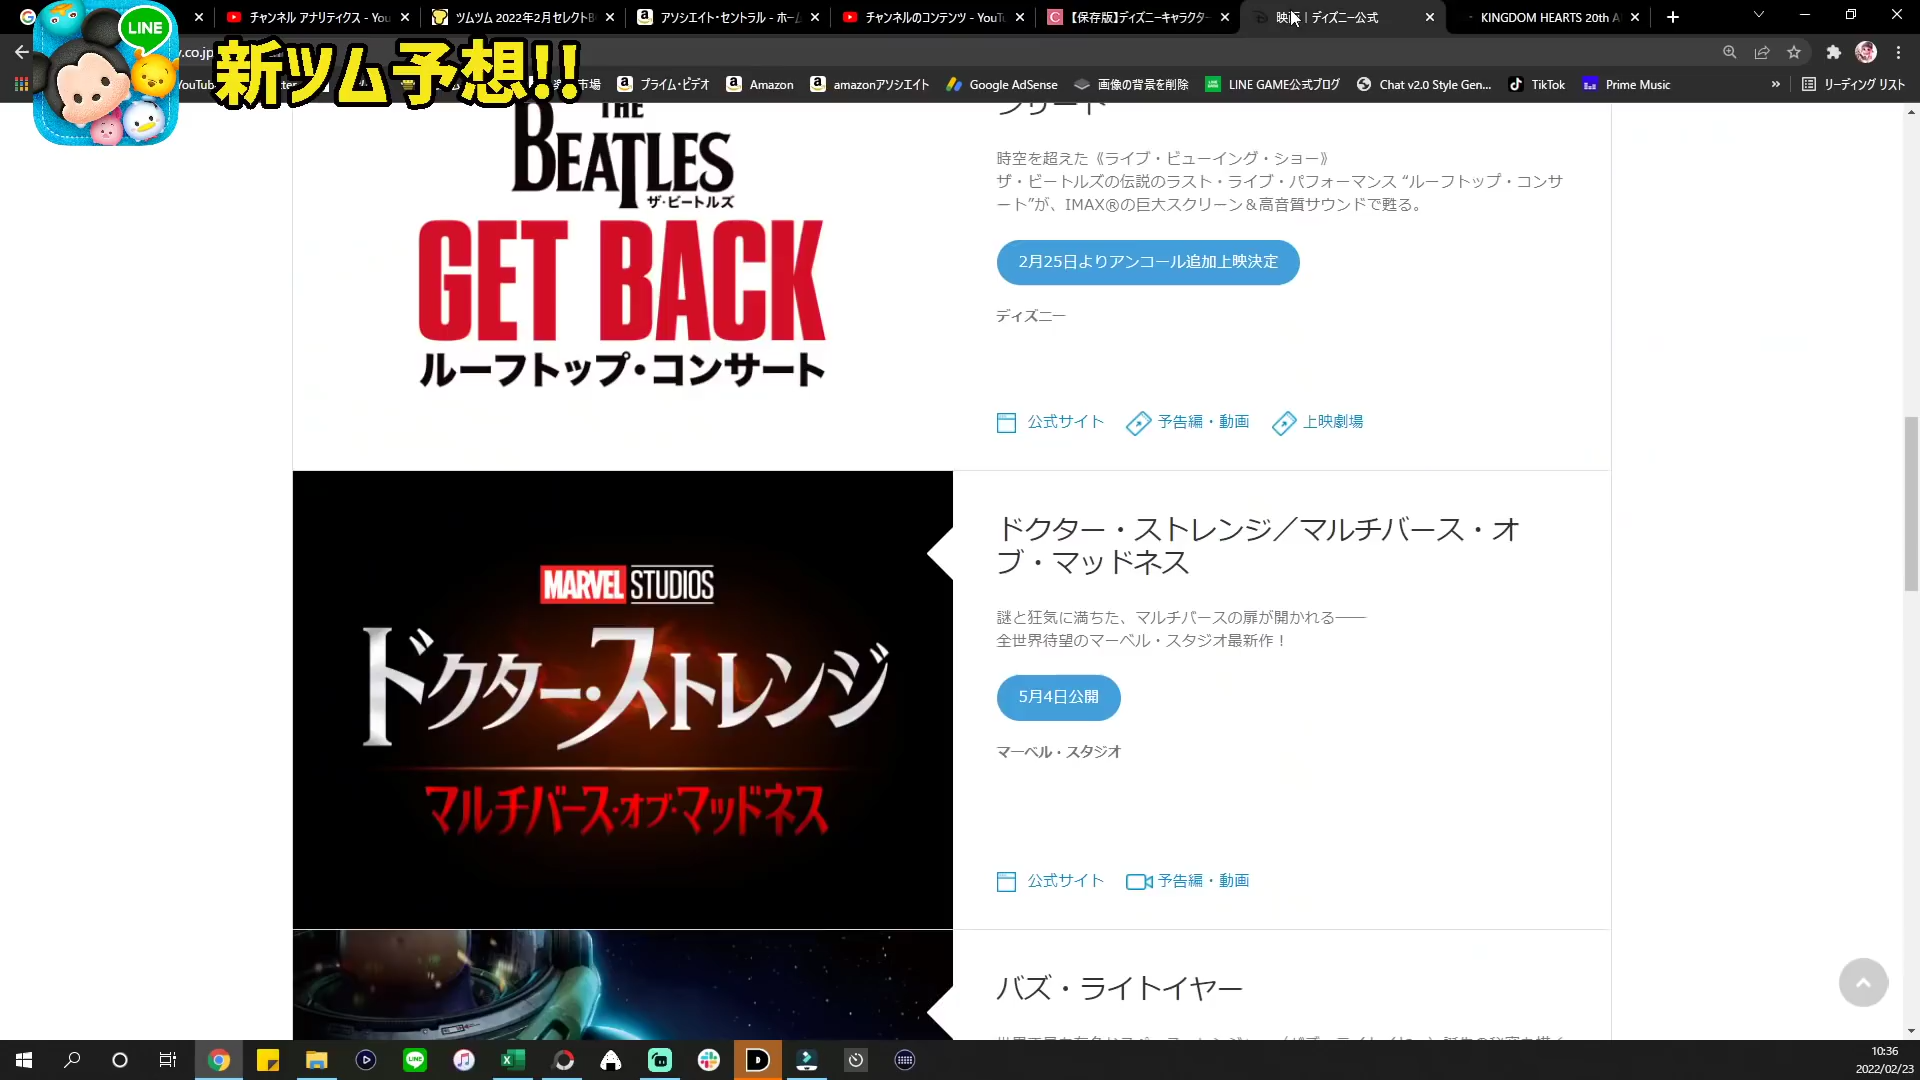 チャンネル アナリティクス - You
ツムツム 2022年2月セレクトB
アソシエイト・セントラル - ホーム
チャンネルのコンテンツ - YouTu
【保存版】ディズニーキャラクター
映画 | ディズニー公式
KINGDOM HEARTS 20th A
LINE
新ツム予想!!
.co.jp
YouTub
市場
プライム・ビデオ
Amazon
amazonアソシエイト
Google AdSense
画像の背景を削除
LINE GAME公式ブログ
Chat v2.0 Style Gen...
TikTok
Prime Music
»
リーディング リスト
THE
BEATLES
ザ・ビートルズ
GET BACK
ルーフトップ・コンサート
ンサート
時空を超えた《ライブ・ビューイング・ショー》
ザ・ビートルズの伝説のラスト・ライブ・パフォーマンス “ルーフトップ・コンサ
ート”が、IMAX®の巨大スクリーン＆高音質サウンドで甦る。
2月25日よりアンコール追加上映決定
ディズニー
公式サイト
予告編・動画
上映劇場
MARVEL STUDIOS
ドクター・ストレンジ
マルチバース・オブ・マッドネス
ドクター・ストレンジ／マルチバース・オ
ブ・マッドネス
謎と狂気に満ちた、マルチバースの扉が開かれる――
全世界待望のマーベル・スタジオ最新作！
5月4日公開
マーベル・スタジオ
公式サイト
予告編・動画
バズ・ライトイヤー
10:36
2022/02/23